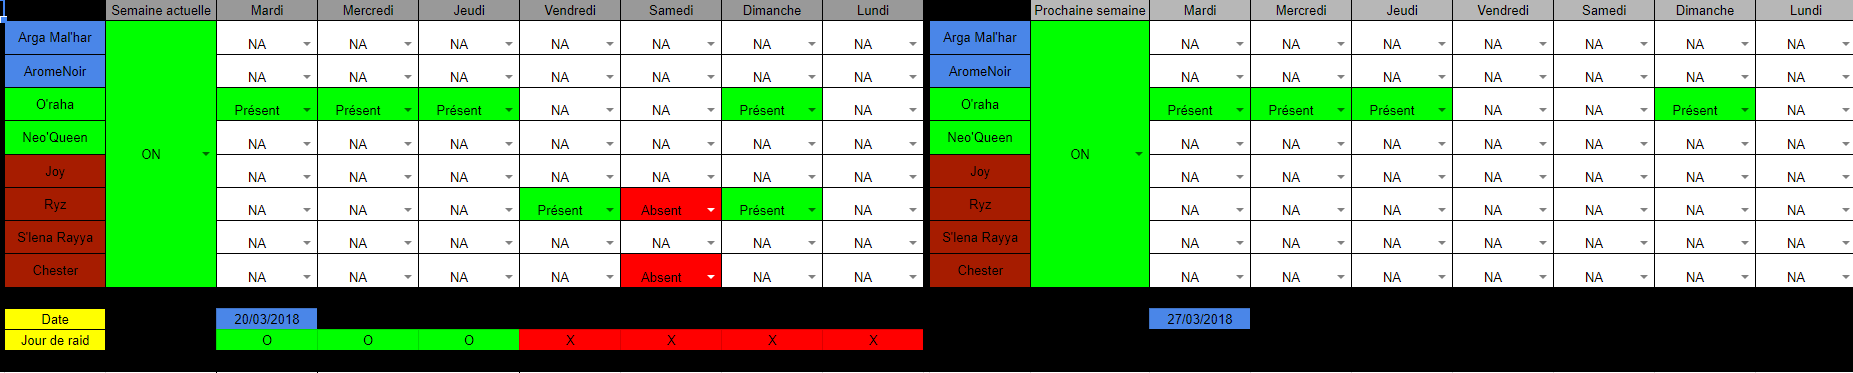 Semaine actuelle Mardi Mercredi Jeudi Vendredi Samedi Dimanche Lundi Prochaine semaine Mardi Mercredi Jeudi Vendredi Samedi Dimanche Lundi
Arga Mal'har NA NA NA NA NA NA NA Arga Mal'har NA NA NA NA NA NA NA
AromeNoir NA NA NA NA NA NA NA AromeNoir NA NA NA NA NA NA NA
O'raha Présent Présent Présent NA NA Présent NA O'raha Présent Présent Présent NA NA Présent NA
Neo'Queen NA NA NA NA NA NA NA Neo'Queen NA NA NA NA NA NA NA
ON ON
Joy NA NA NA NA NA NA NA Joy NA NA NA NA NA NA NA
Ryz NA NA NA Présent Absent Présent NA Ryz NA NA NA NA NA NA NA
S'lena Rayya NA NA NA NA NA NA NA S'lena Rayya NA NA NA NA NA NA NA
Chester NA NA NA NA Absent NA NA Chester NA NA NA NA NA NA NA
Date 20/03/2018 27/03/2018
Jour de raid O O O X X X X